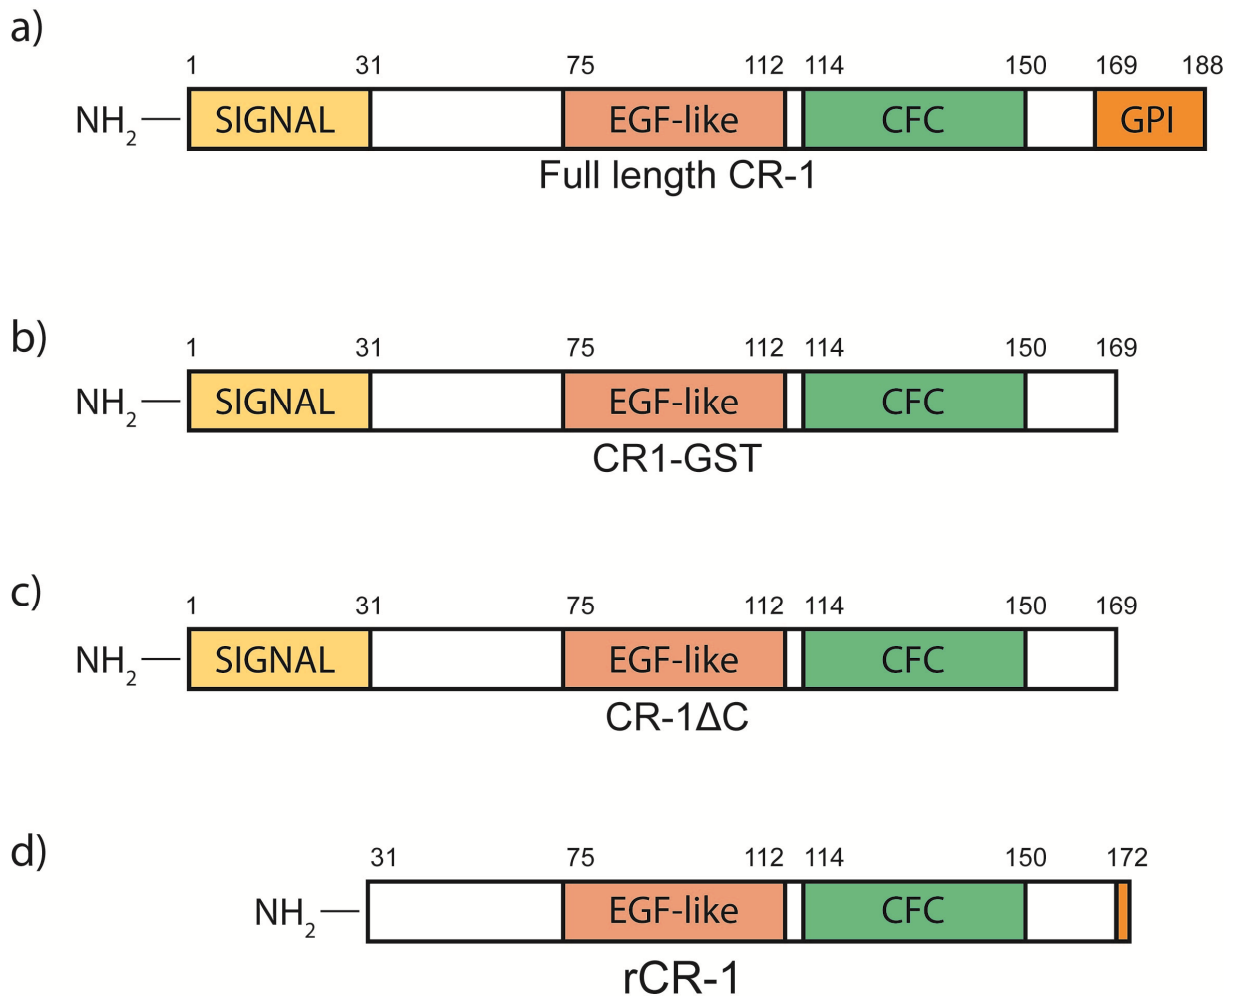 a)
1 31 75 112 114 150 169 188
NH2 SIGNAL EGF-like CFC GPI
Full length CR-1
b)
1 31 75 112 114 150 169
NH2 SIGNAL EGF-like CFC
CR1-GST
c)
1 31 75 112 114 150 169
NH2 SIGNAL EGF-like CFC
CR-1ΔC
d)
31 75 112 114 150 172
NH2 EGF-like CFC
rCR-1